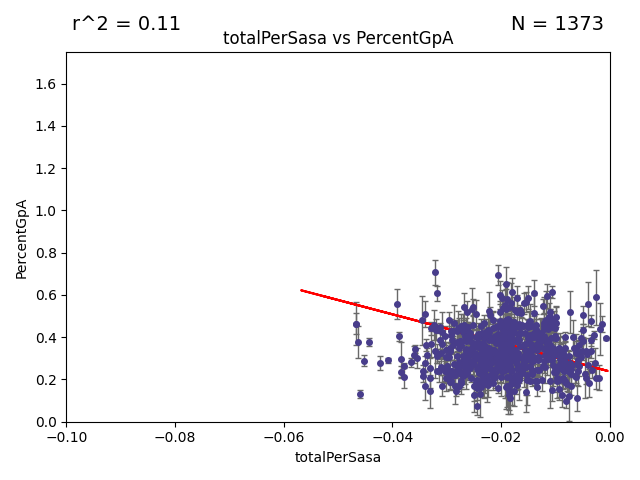 r^2 = 0.11
N = 1373
totalPerSasa vs PercentGpA
1.6
1.4
1.2
1.0
0.8
0.6
0.4
0.2
0.0
PercentGpA
−0.10 −0.08 −0.06 −0.04 −0.02 0.00
totalPerSasa